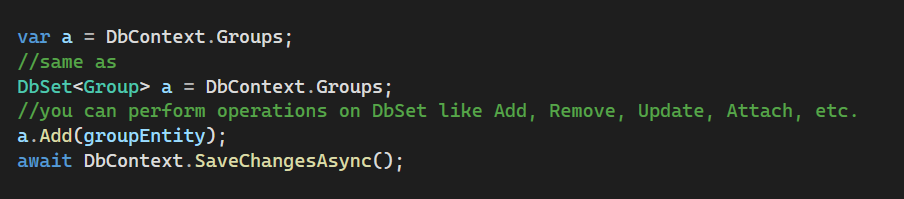 var a = DbContext.Groups;
//same as
DbSet<Group> a = DbContext.Groups;
//you can perform operations on DbSet like Add, Remove, Update, Attach, etc.
a.Add(groupEntity);
await DbContext.SaveChangesAsync();